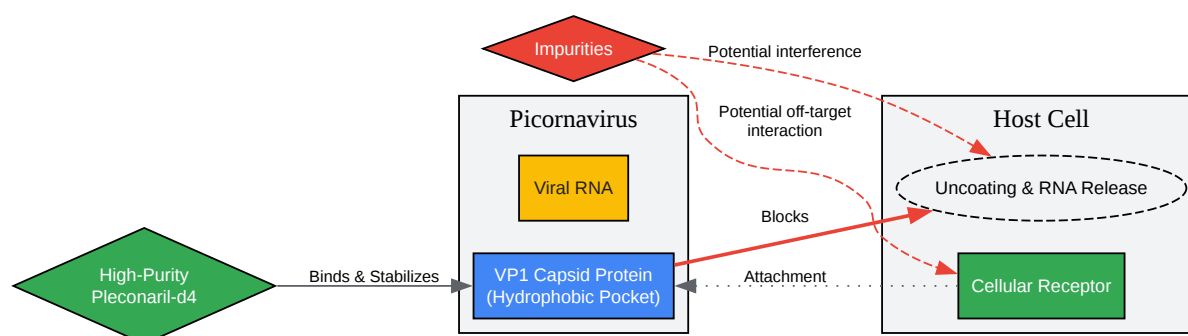 Impurities
Potential interference
Potential off-target
interaction
Picornavirus
Host Cell
Viral RNA
Uncoating & RNA Release
Blocks
High-Purity
Pleconaril-d4
Binds & Stabilizes
VP1 Capsid Protein
(Hydrophobic Pocket)
Attachment
Cellular Receptor